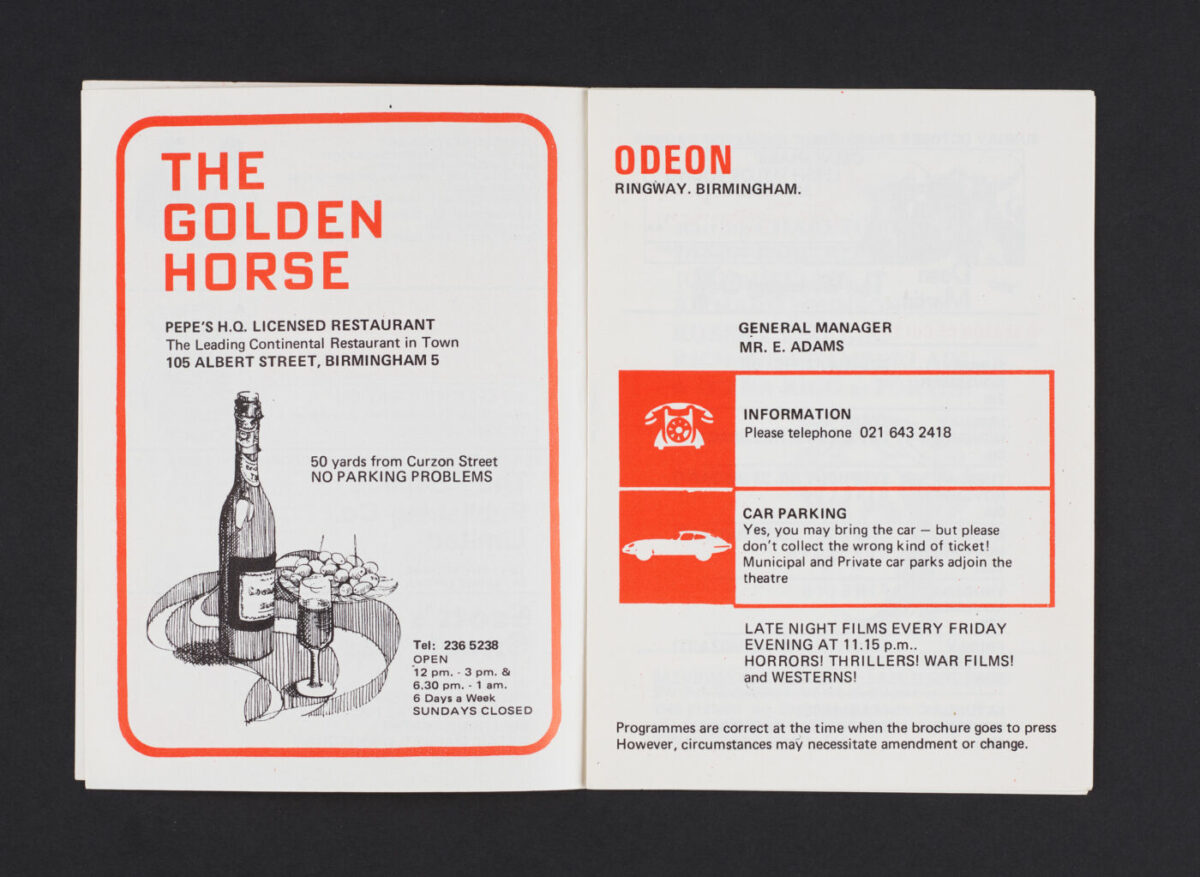 THE
GOLDEN
HORSE
PEPE'S H.Q. LICENSED RESTAURANT
The Leading Continental Restaurant in Town
105 ALBERT STREET, BIRMINGHAM 5
50 yards from Curzon Street
NO PARKING PROBLEMS
Tel: 236 5238
OPEN
12 pm. - 3 pm. &
6.30 pm. - 1 am.
6 Days a Week
SUNDAYS CLOSED
ODEON
RINGWAY. BIRMINGHAM.
GENERAL MANAGER
MR. E. ADAMS
INFORMATION
Please telephone 021 643 2418
CAR PARKING
Yes, you may bring the car – but please
don't collect the wrong kind of ticket!
Municipal and Private car parks adjoin the
theatre
LATE NIGHT FILMS EVERY FRIDAY
EVENING AT 11.15 p.m..
HORRORS! THRILLERS! WAR FILMS!
and WESTERNS!
Programmes are correct at the time when the brochure goes to press
However, circumstances may necessitate amendment or change.